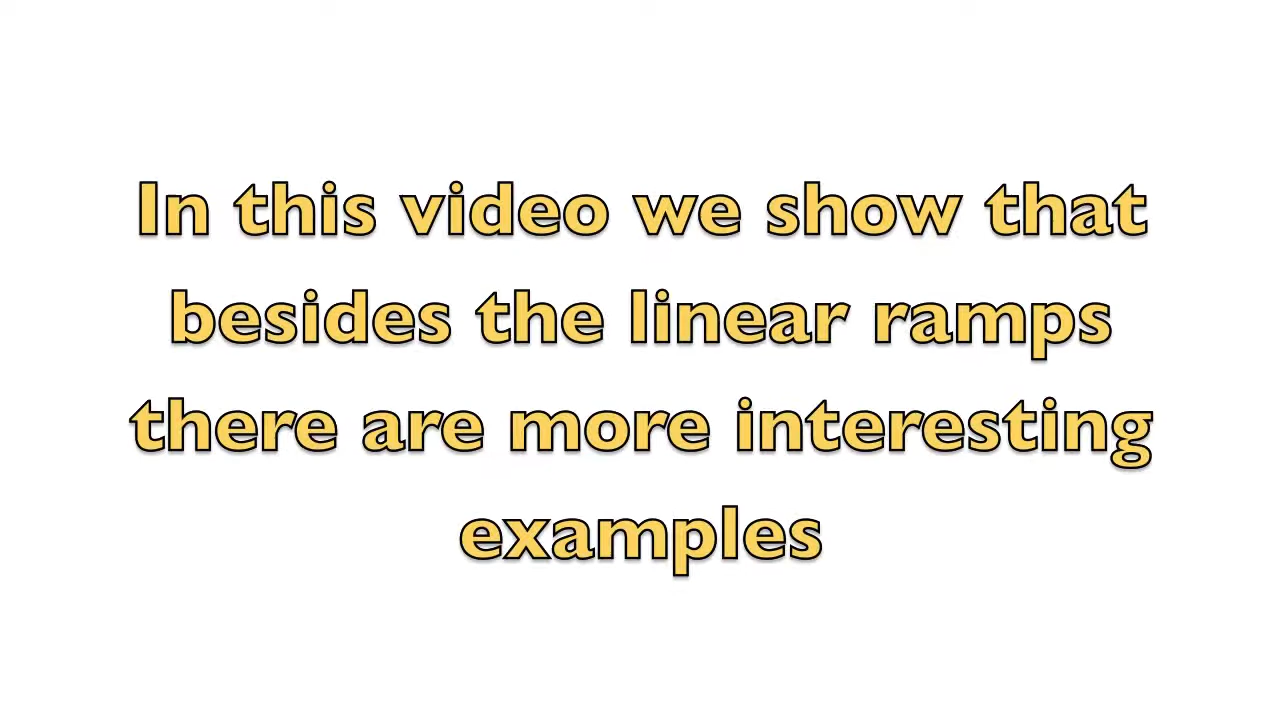 In this video we show that
besides the linear ramps
there are more interesting
examples